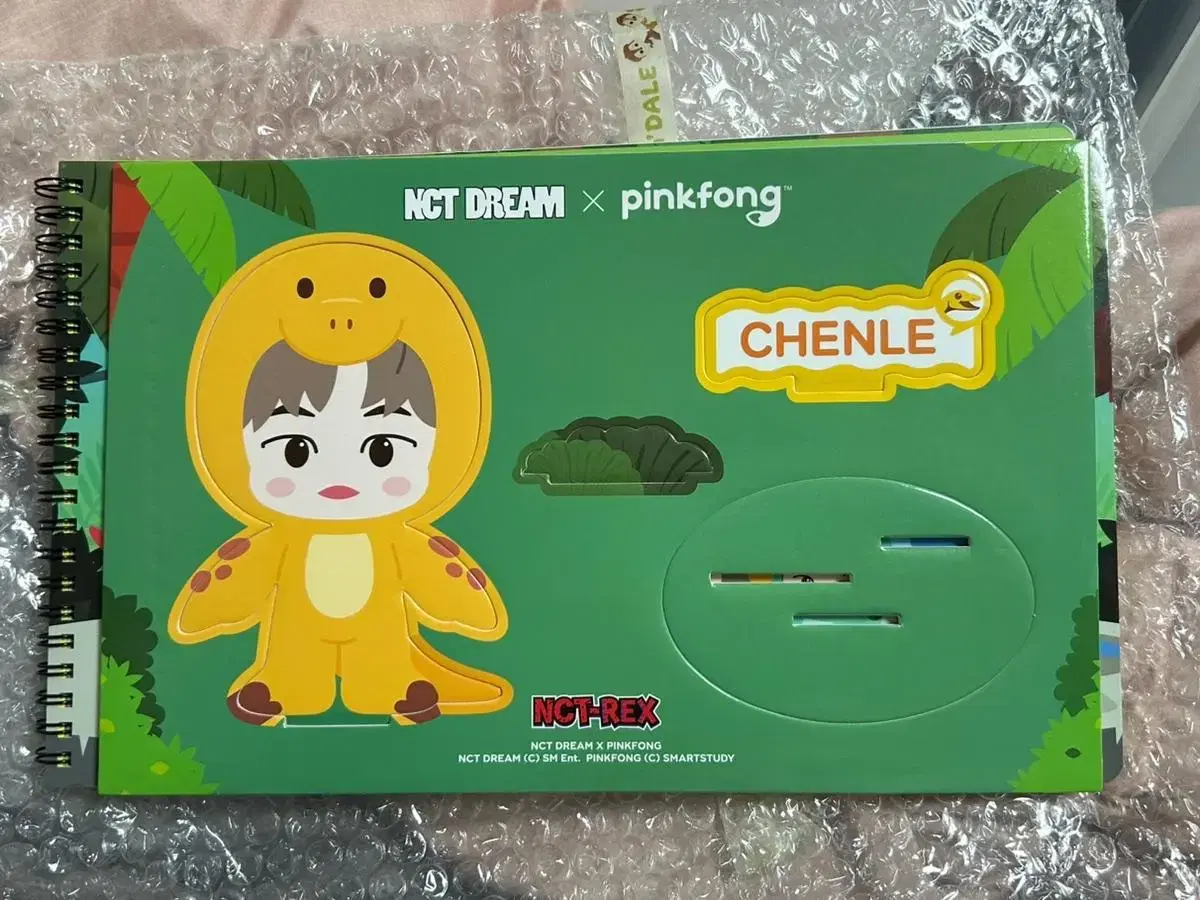 'DALE
NCT DREAM × pinkfong™
CHENLE
NCT-REX
NCT DREAM X PINKFONG
NCT DREAM (C) SM Ent. PINKFONG (C) SMARTSTUDY